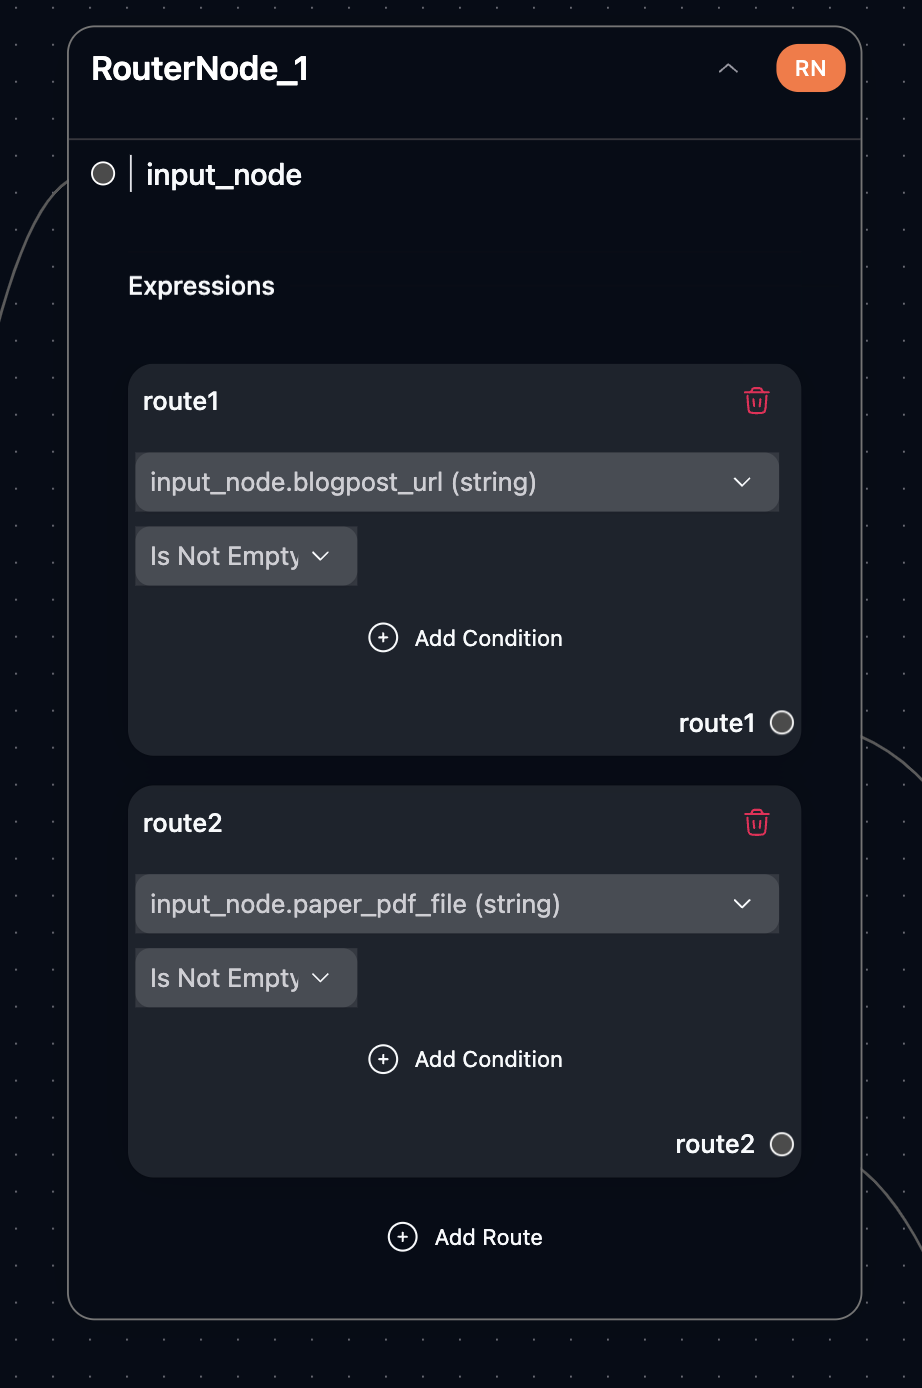 RouterNode_1
RN
input_node
Expressions
route1
input_node.blogpost_url (string)
Is Not Empty
Add Condition
route1
route2
input_node.paper_pdf_file (string)
Is Not Empty
Add Condition
route2
Add Route